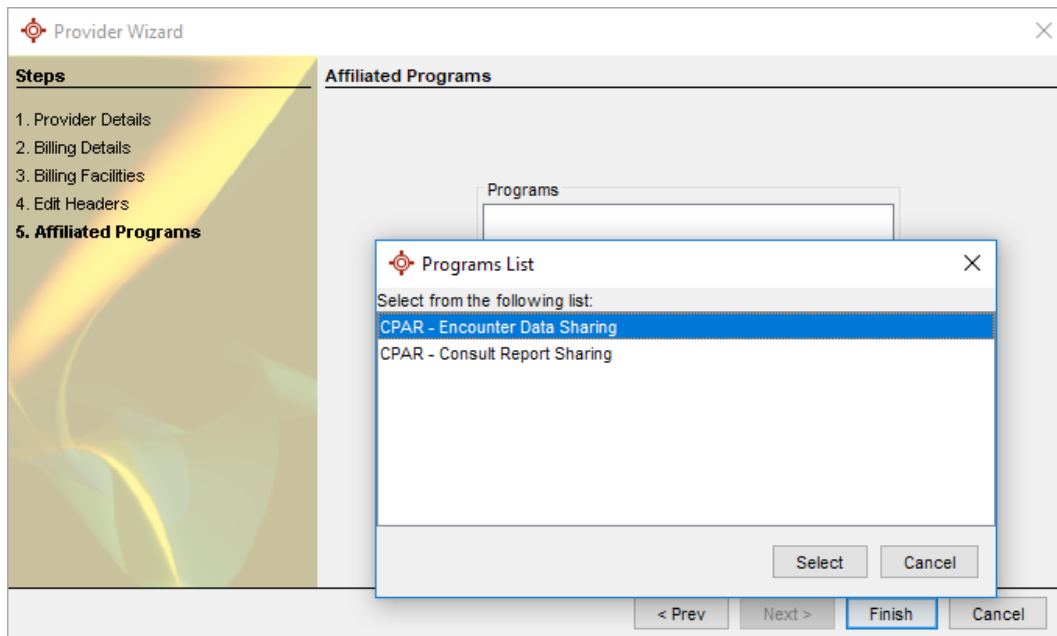 Provider Wizard
Steps
1. Provider Details
2. Billing Details
3. Billing Facilities
4. Edit Headers
5. Affiliated Programs
Affiliated Programs
Programs
Programs List
Select from the following list:
CPAR - Encounter Data Sharing
CPAR - Consult Report Sharing
Select
Cancel
< Prev
Next >
Finish
Cancel